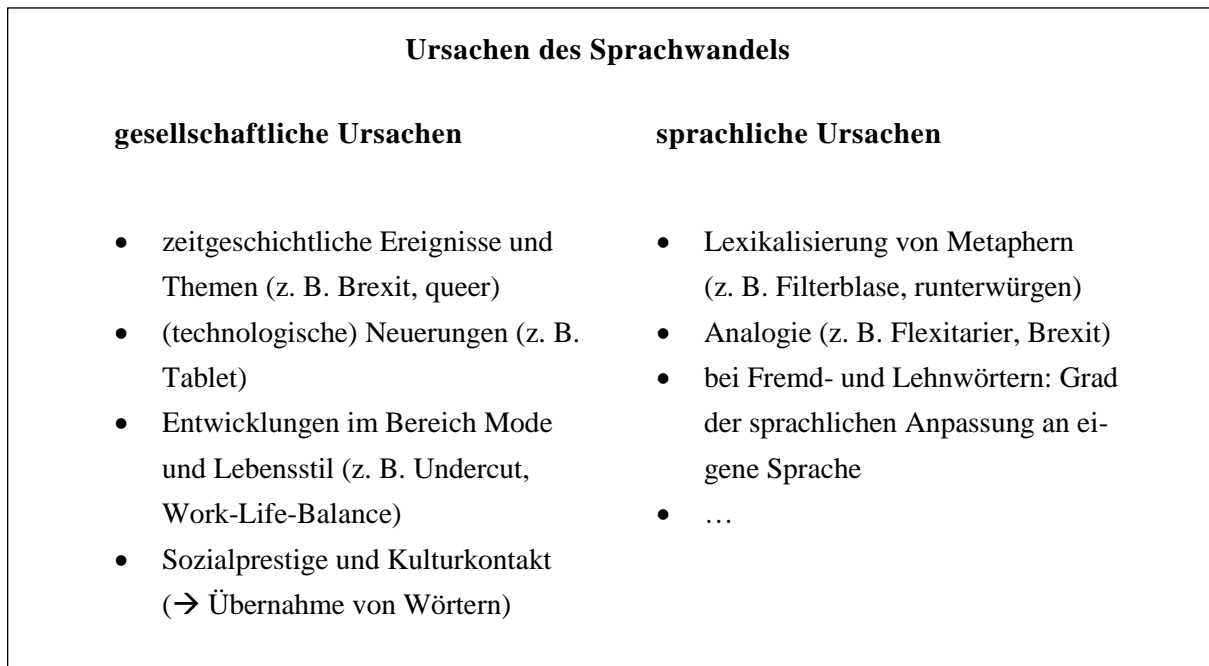 Ursachen des Sprachwandels
gesellschaftliche Ursachen
• zeitgeschichtliche Ereignisse und
Themen (z. B. Brexit, queer)
• (technologische) Neuerungen (z. B.
Tablet)
• Entwicklungen im Bereich Mode
und Lebensstil (z. B. Undercut,
Work-Life-Balance)
• Sozialprestige und Kulturkontakt
(→ Übernahme von Wörtern)
sprachliche Ursachen
• Lexikalisierung von Metaphern
(z. B. Filterblase, runterwürgen)
• Analogie (z. B. Flexitarier, Brexit)
• bei Fremd- und Lehnwörtern: Grad
der sprachlichen Anpassung an ei-
gene Sprache
• …